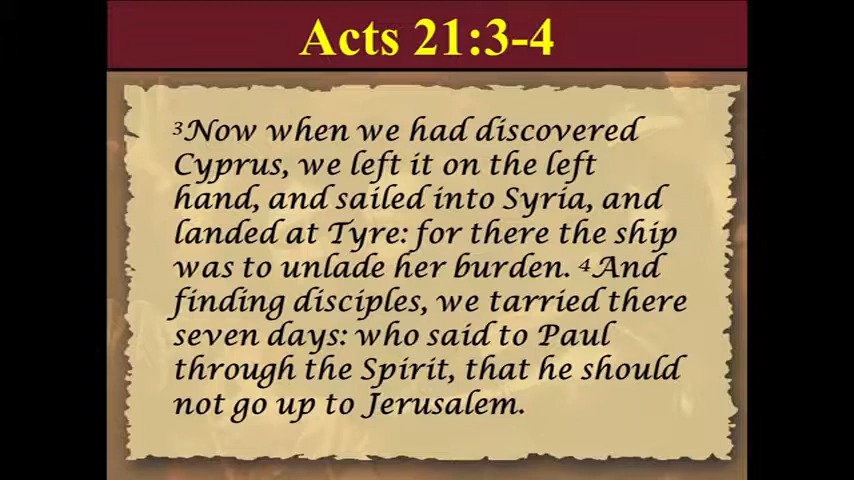 Acts 21:3-4
³Now when we had discovered
Cyprus, we left it on the left
hand, and sailed into Syria, and
landed at Tyre: for there the ship
was to unlade her burden. ⁴And
finding disciples, we tarried there
seven days: who said to Paul
through the Spirit, that he should
not go up to Jerusalem.